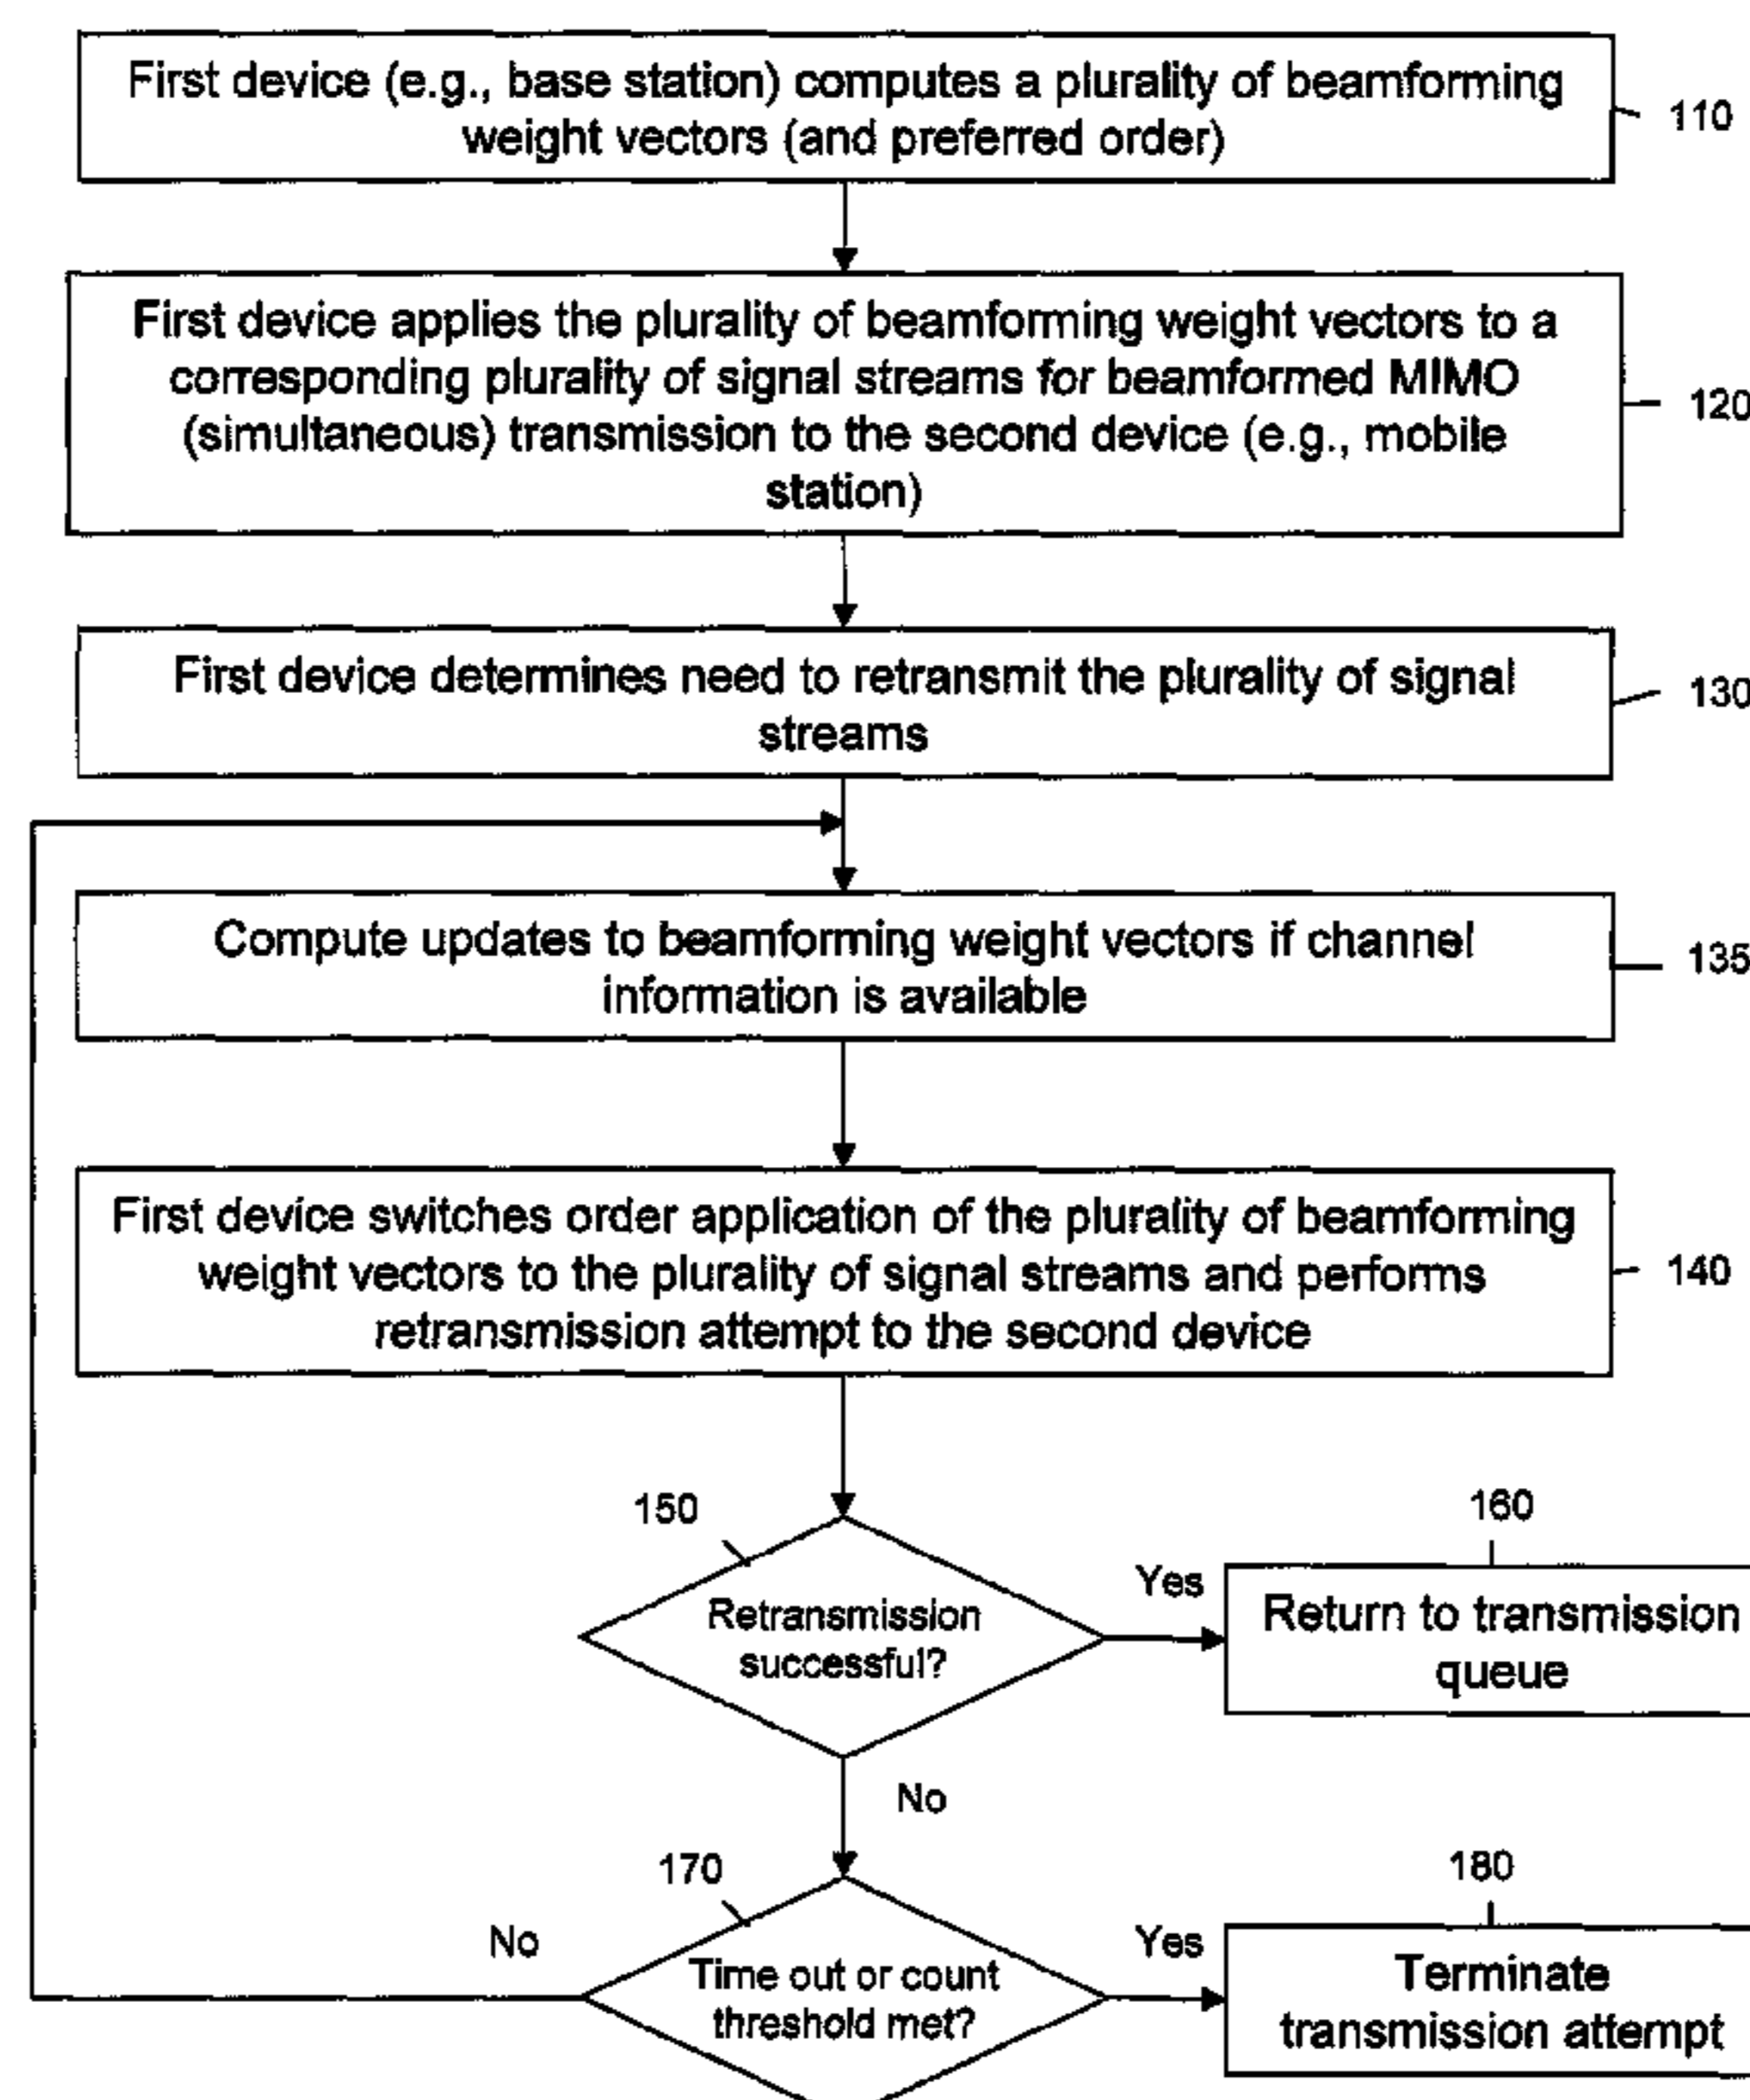 First device (e.g., base station) computes a plurality of beamforming
weight vectors (and preferred order)
110
First device applies the plurality of beamforming weight vectors to a
corresponding plurality of signal streams for beamformed MIMO
(simultaneous) transmission to the second device (e.g., mobile
station)
120
First device determines need to retransmit the plurality of signal
streams
130
Compute updates to beamforming weight vectors if channel
information is available
135
First device switches order application of the plurality of beamforming
weight vectors to the plurality of signal streams and performs
retransmission attempt to the second device
140
150
Retransmission
successful?
Yes
160
Return to transmission
queue
No
170
Time out or count
threshold met?
No
Yes
180
Terminate
transmission attempt